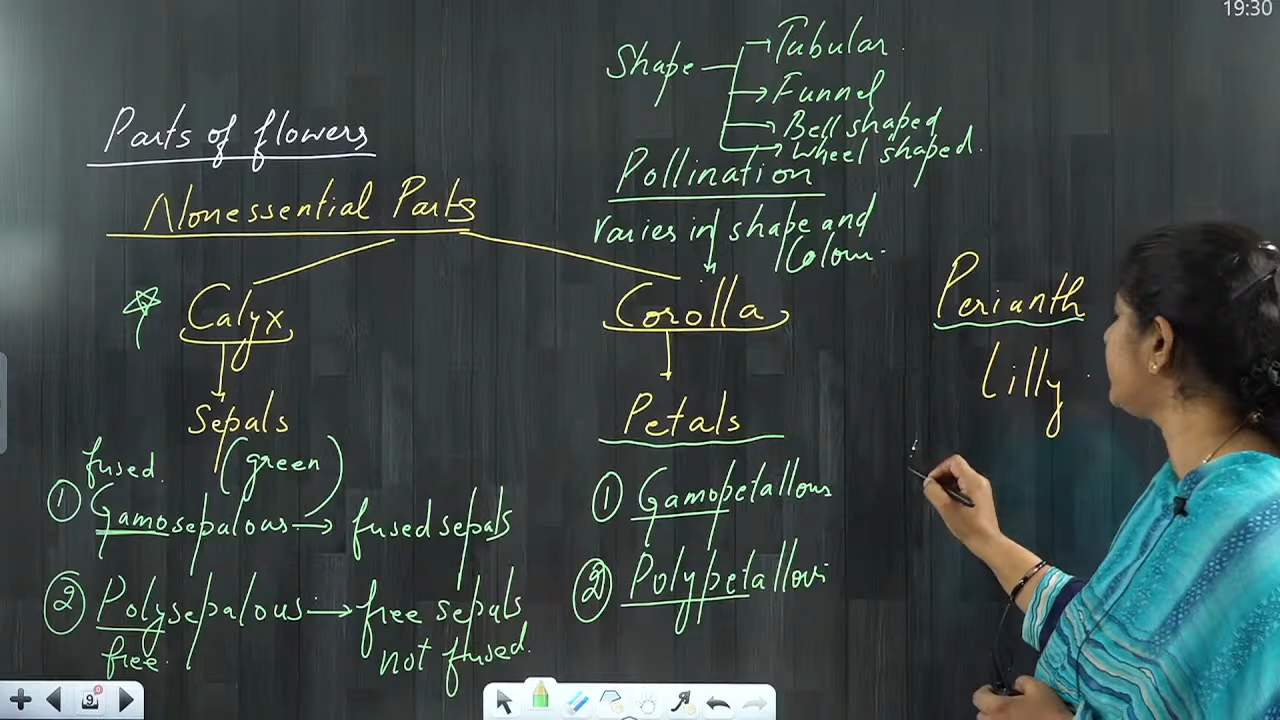 19:30
Shape → Tubular.
→ Funnel
→ Bell shaped
→ Wheel shaped.
Parts of flowers
Pollination
Nonessential Parts
varies in shape and
Colour.
Calyx
Corolla
Perianth
Lilly
Sepals
(green)
Petals
fused.
① Gamosepalous → fused sepals
① Gamopetallous
② Polysepalous → free sepals
not fused.
free.
② Polypetallous
9